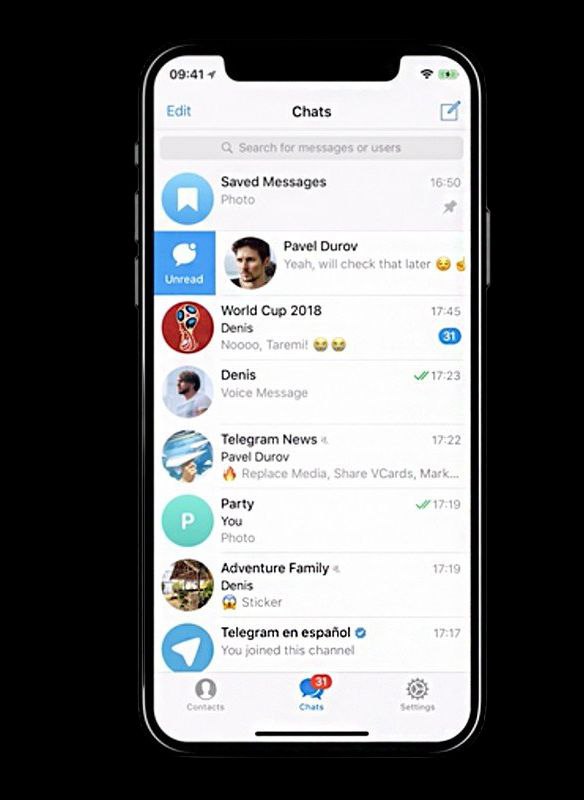 09:41
Edit Chats
Search for messages or users
Saved Messages 16:50
Photo
Unread
Pavel Durov
Yeah, will check that later 😌 ☝
World Cup 2018 17:45
Denis 31
Noooo, Taremi! 😭 😭
Denis 17:23
Voice Message
Telegram News 17:22
Pavel Durov
🔥 Replace Media, Share VCards, Mark...
P
Party 17:19
You
Photo
Adventure Family 17:19
Denis
😱 Sticker
Telegram en español 17:17
You joined this channel
31
Contacts Chats Settings